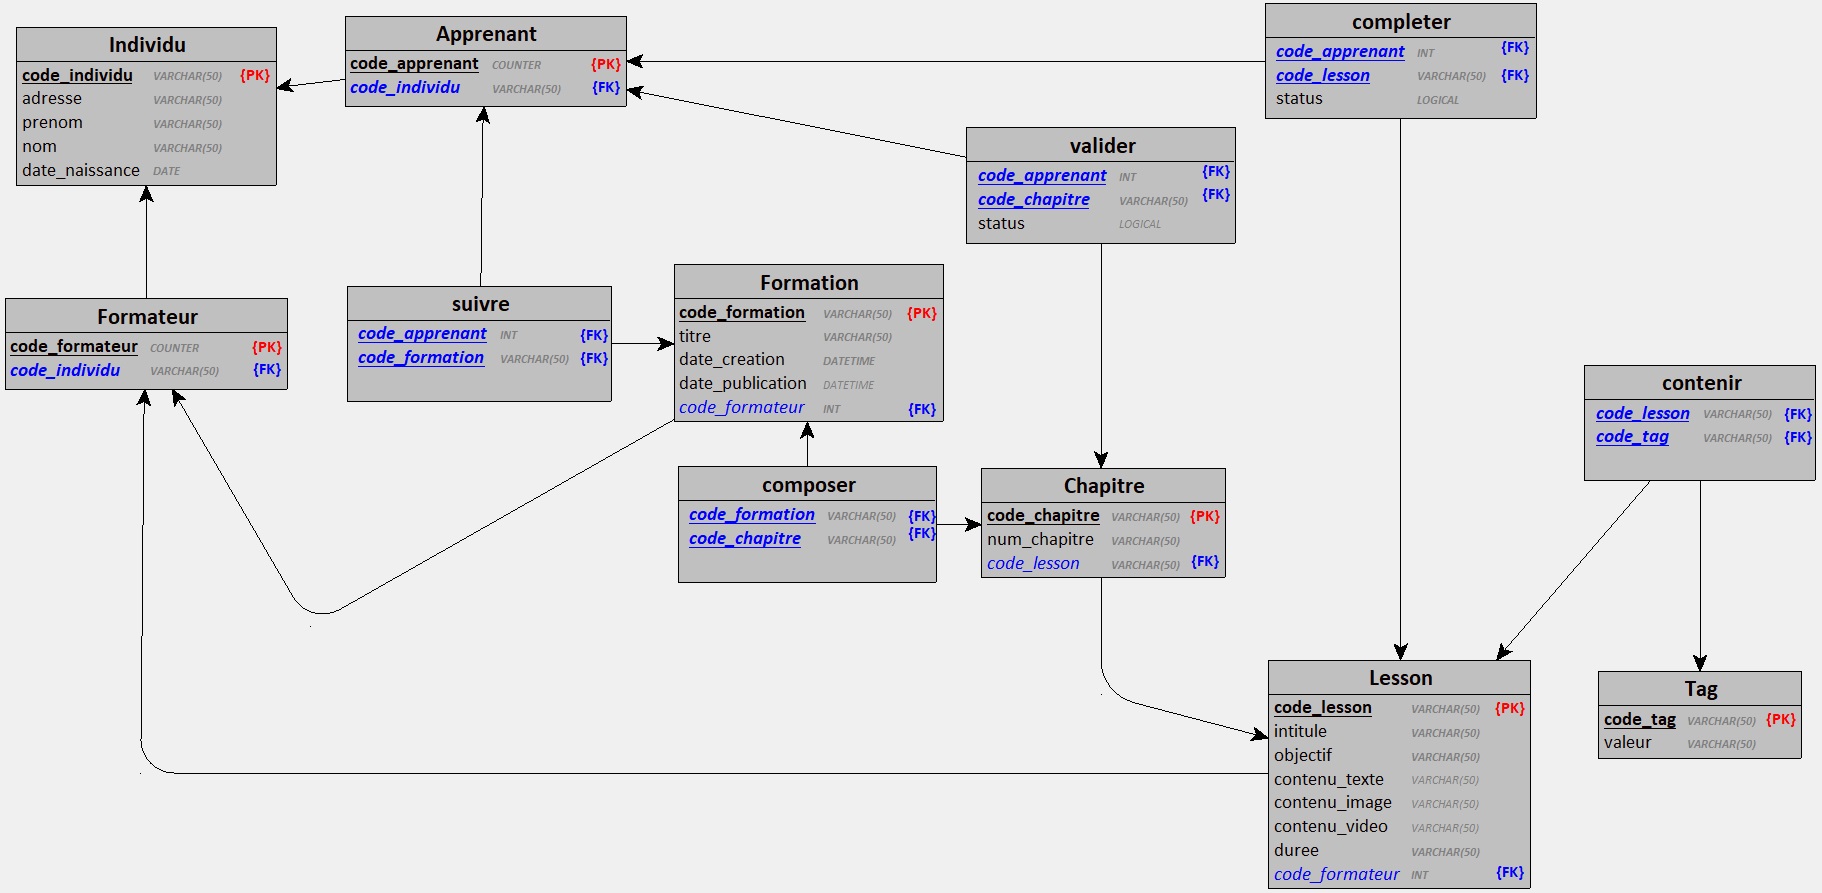 Individu
code_individu VARCHAR(50) {PK}
adresse VARCHAR(50)
prenom VARCHAR(50)
nom VARCHAR(50)
date_naissance DATE
Apprenant
code_apprenant COUNTER {PK}
code_individu VARCHAR(50) {FK}
completer
code_apprenant INT {FK}
code_lesson VARCHAR(50) {FK}
status LOGICAL
valider
code_apprenant INT {FK}
code_chapitre VARCHAR(50) {FK}
status LOGICAL
Formateur
code_formateur COUNTER {PK}
code_individu VARCHAR(50) {FK}
suivre
code_apprenant INT {FK}
code_formation VARCHAR(50) {FK}
Formation
code_formation VARCHAR(50) {PK}
titre VARCHAR(50)
date_creation DATETIME
date_publication DATETIME
code_formateur INT {FK}
contenir
code_lesson VARCHAR(50) {FK}
code_tag VARCHAR(50) {FK}
composer
code_formation VARCHAR(50) {FK}
code_chapitre VARCHAR(50) {FK}
Chapitre
code_chapitre VARCHAR(50) {PK}
num_chapitre VARCHAR(50)
code_lesson VARCHAR(50) {FK}
Lesson
code_lesson VARCHAR(50) {PK}
intitule VARCHAR(50)
objectif VARCHAR(50)
contenu_texte VARCHAR(50)
contenu_image VARCHAR(50)
contenu_video VARCHAR(50)
duree VARCHAR(50)
code_formateur INT {FK}
Tag
code_tag VARCHAR(50) {PK}
valeur VARCHAR(50)